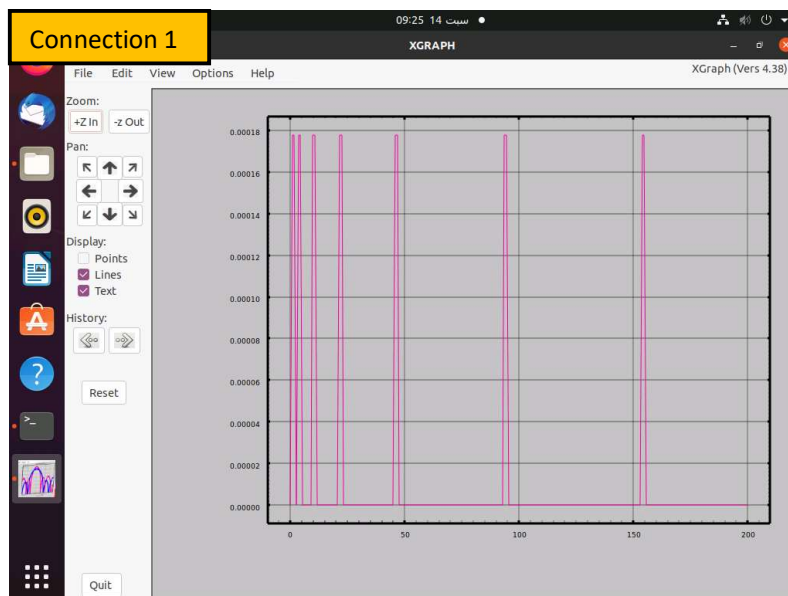 Connection 1
09:25 14 سبت
XGRAPH
File Edit View Options Help
XGraph (Vers 4.38)
Zoom:
+Z In -z Out
Pan:
Display:
Points
Lines
Text
History:
Reset
Quit
0.00018
0.00016
0.00014
0.00012
0.00010
0.00008
0.00006
0.00004
0.00002
0.00000
0 50 100 150 200